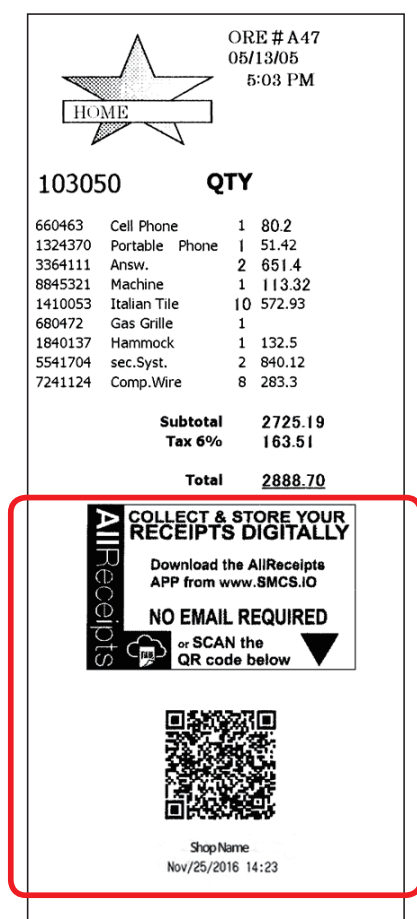 ORE # A47
05/13/05
5:03 PM
HOME
103050 QTY
660463 Cell Phone 1 80.2
1324370 Portable Phone 1 51.42
3364111 Answ. 2 651.4
8845321 Machine 1 113.32
1410053 Italian Tile 10 572.93
680472 Gas Grille 1
1840137 Hammock 1 132.5
5541704 sec.Syst. 2 840.12
7241124 Comp.Wire 8 283.3
Subtotal 2725.19
Tax 6% 163.51
Total 2888.70
AllReceipts
COLLECT & STORE YOUR
RECEIPTS DIGITALLY
Download the AllReceipts
APP from www.SMCS.IO
NO EMAIL REQUIRED
or SCAN the
QR code below
Shop Name
Nov/25/2016 14:23